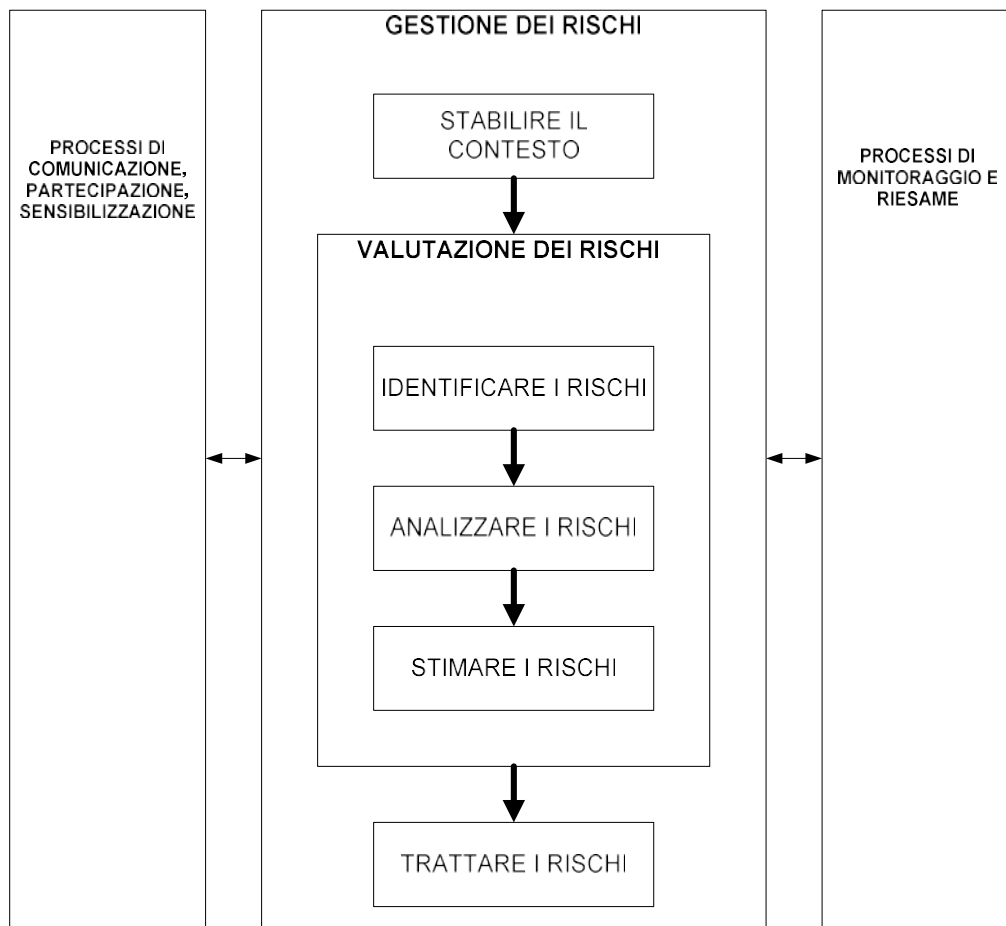 GESTIONE DEI RISCHI
PROCESSI DI
COMUNICAZIONE,
PARTECIPAZIONE,
SENSIBILIZZAZIONE
STABILIRE IL
CONTESTO
VALUTAZIONE DEI RISCHI
IDENTIFICARE I RISCHI
ANALIZZARE I RISCHI
STIMARE I RISCHI
TRATTARE I RISCHI
PROCESSI DI
MONITORAGGIO E
RIESAME